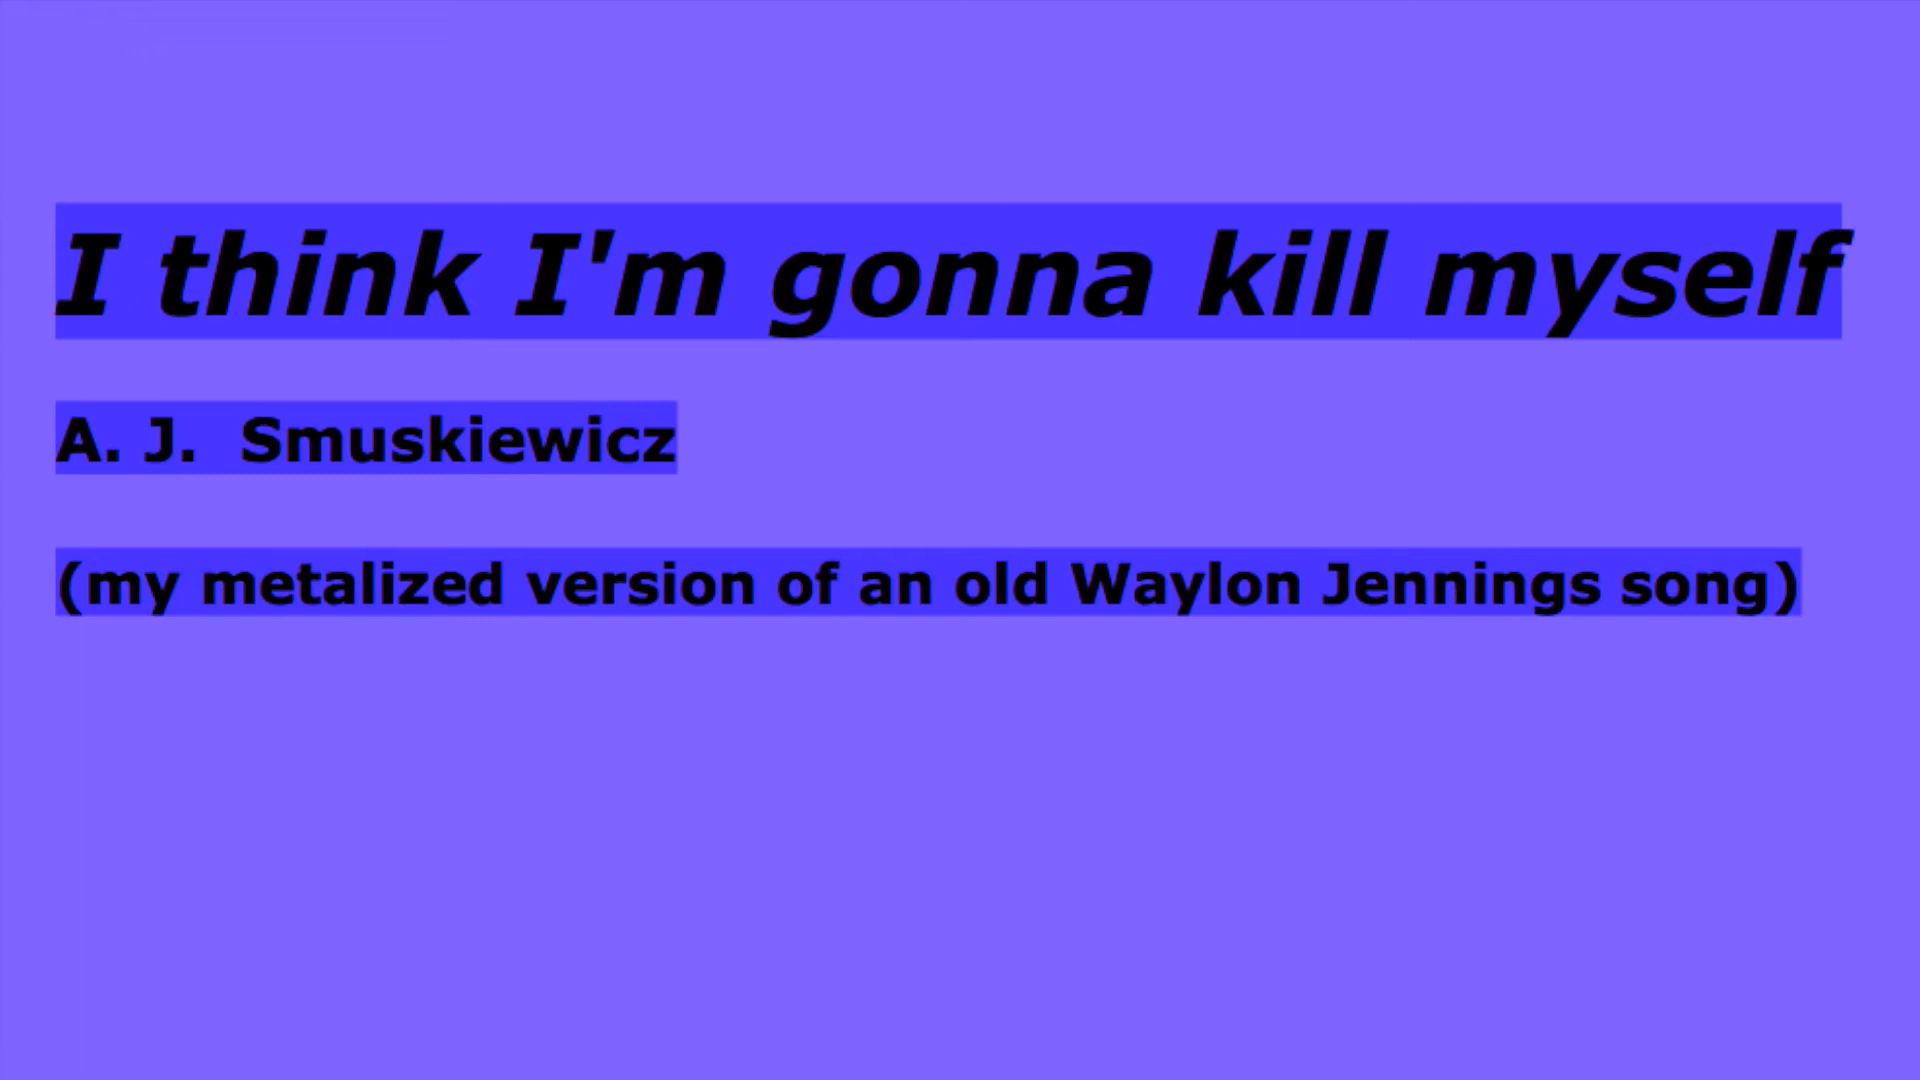 I think I'm gonna kill myself
A. J.  Smuskiewicz
(my metalized version of an old Waylon Jennings song)